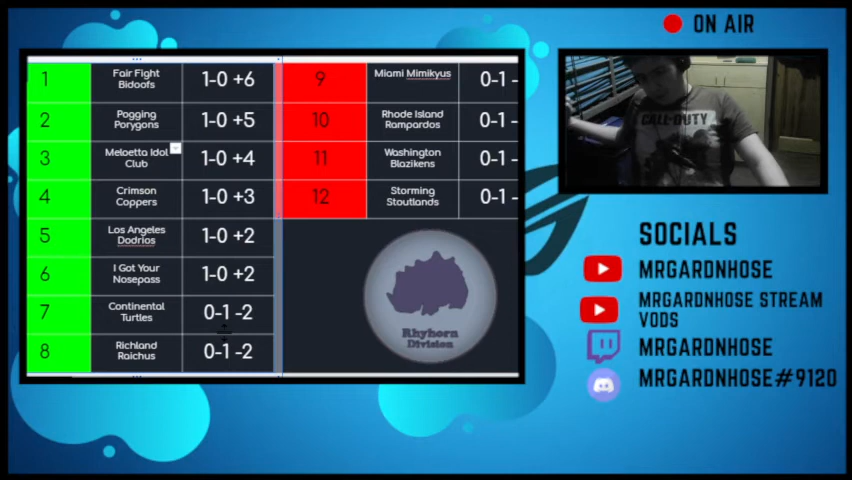 ON AIR
1
Fair Fight
Bidoofs
1-0 +6
2
Pogging
Porygons
1-0 +5
3
Meloetta Idol
Club
1-0 +4
4
Crimson
Coppers
1-0 +3
5
Los Angeles
Dodrios
1-0 +2
6
I Got Your
Nosepass
1-0 +2
7
Continental
Turtles
0-1 -2
8
Richland
Raichus
0-1 -2
9
Miami Mimikyus
0-1 -
10
Rhode Island
Rampardos
0-1 -
11
Washington
Blazikens
0-1 -
12
Storming
Stoutlands
0-1 -
Rhyhorn
Division
CALL OF DUTY
SOCIALS
MRGARDNHOSE
MRGARDNHOSE STREAM
VODS
MRGARDNHOSE
MRGARDNHOSE#9120